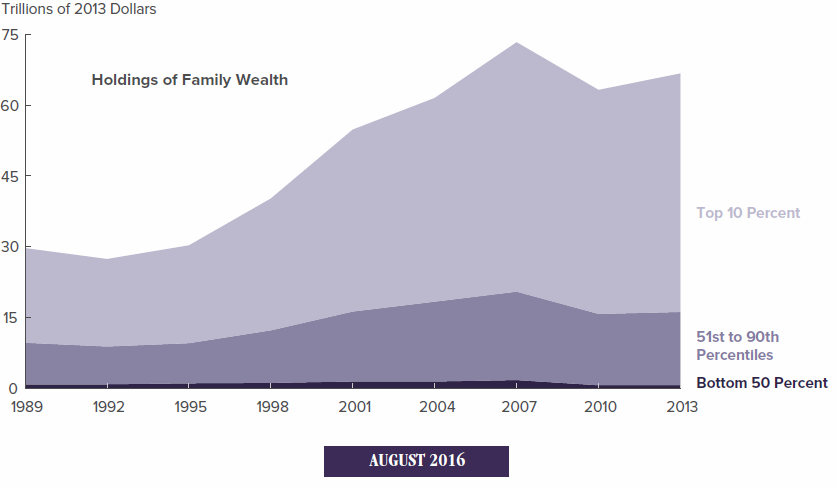 Trillions of 2013 Dollars
75
Holdings of Family Wealth
60
45
Top 10 Percent
30
15
51st to 90th
Percentiles
Bottom 50 Percent
0
1989 1992 1995 1998 2001 2004 2007 2010 2013
AUGUST 2016